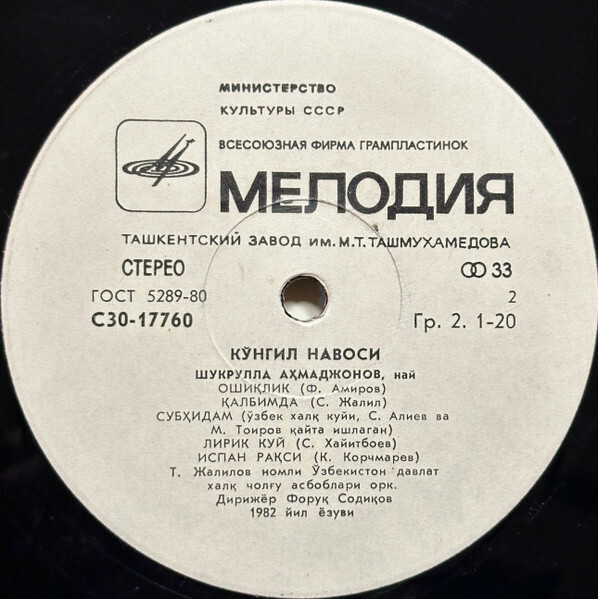 МИНИСТЕРСТВО
КУЛЬТУРЫ СССР
ВСЕСОЮЗНАЯ ФИРМА ГРАМПЛАСТИНОК
МЕЛОДИЯ
ТАШКЕНТСКИЙ ЗАВОД им. М.Т. ТАШМУХАМЕДОВА
СТЕРЕО 33
ГОСТ 5289-80 2
С30-17760 Гр. 2. 1-20
КЎНГИЛ НАВОСИ
ШУКРУЛЛА АҲМАДЖОНОВ, най
ОШИҚЛИК (Ф. Амиров)
ҚАЛБИМДА (С. Жалил)
СУБҲИДАМ (ўзбек халқ куйи, С. Алиев ва
М. Тоиров қайта ишлаган)
ЛИРИК КУЙ (С. Хайитбоев)
ИСПАН РАҚСИ (К. Корчмарев)
Т. Жалилов номли Ўзбекистон давлат
халқ чолғу асбоблари орк.
Дирижёр Форуқ Содиқов
1982 йил ёзуви